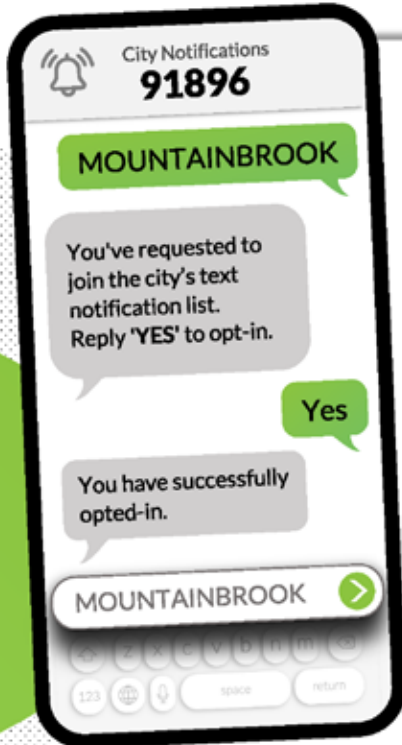 City Notifications
91896
MOUNTAINBROOK
You've requested to
join the city's text
notification list.
Reply 'YES' to opt-in.
Yes
You have successfully
opted-in.
MOUNTAINBROOK
z x c v b n m
123 space return